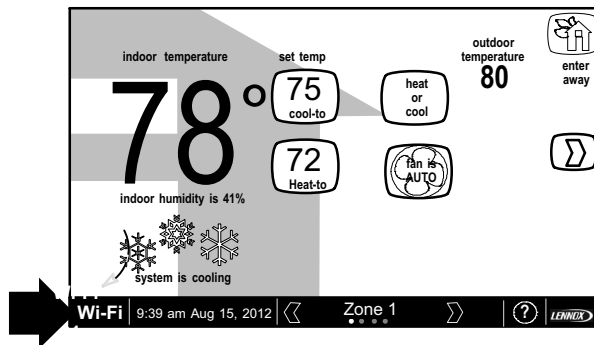 indoor temperature
set temp
outdoor
temperature
80
enter
away
78°
75
cool-to
heat
or
cool
72
Heat-to
fan is
AUTO
indoor humidity is 41%
system is cooling
Wi-Fi
9:39 am Aug 15, 2012
Zone 1
?
LENNOX